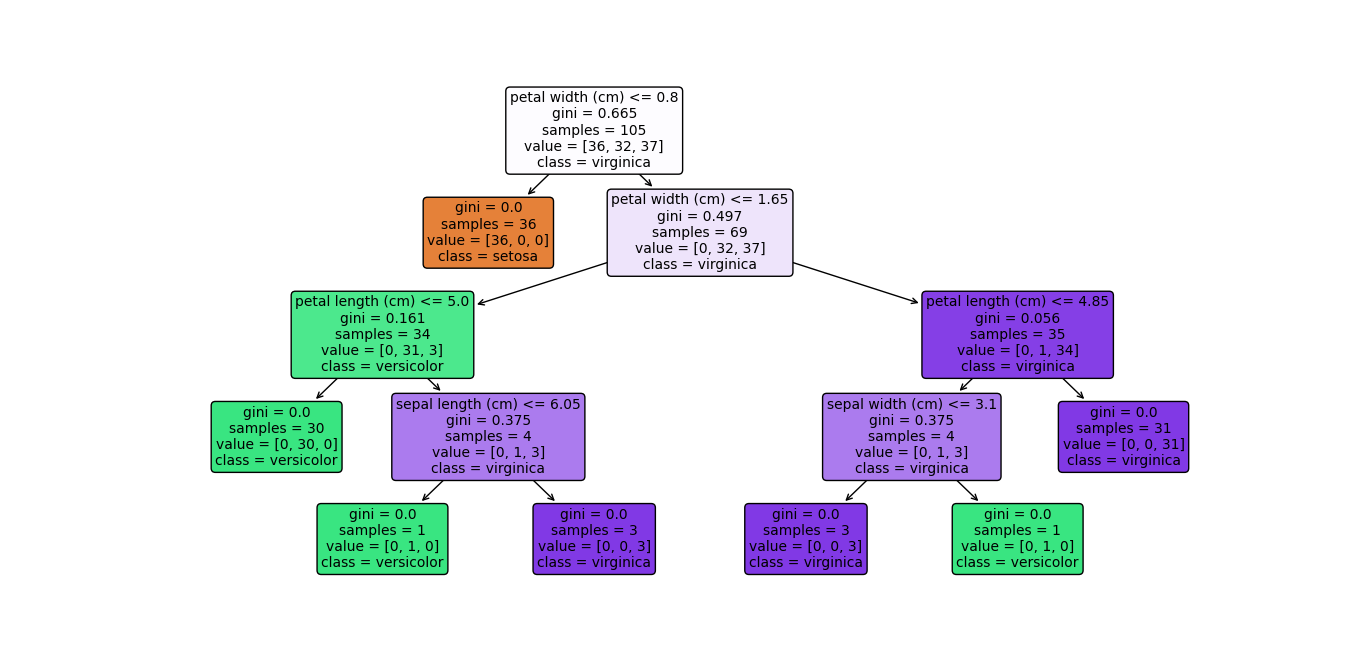 petal width (cm) <= 0.8
gini = 0.665
samples = 105
value = [36, 32, 37]
class = virginica
gini = 0.0
samples = 36
value = [36, 0, 0]
class = setosa
petal width (cm) <= 1.65
gini = 0.497
samples = 69
value = [0, 32, 37]
class = virginica
petal length (cm) <= 5.0
gini = 0.161
samples = 34
value = [0, 31, 3]
class = versicolor
petal length (cm) <= 4.85
gini = 0.056
samples = 35
value = [0, 1, 34]
class = virginica
gini = 0.0
samples = 30
value = [0, 30, 0]
class = versicolor
sepal length (cm) <= 6.05
gini = 0.375
samples = 4
value = [0, 1, 3]
class = virginica
sepal width (cm) <= 3.1
gini = 0.375
samples = 4
value = [0, 1, 3]
class = virginica
gini = 0.0
samples = 31
value = [0, 0, 31]
class = virginica
gini = 0.0
samples = 1
value = [0, 1, 0]
class = versicolor
gini = 0.0
samples = 3
value = [0, 0, 3]
class = virginica
gini = 0.0
samples = 3
value = [0, 0, 3]
class = virginica
gini = 0.0
samples = 1
value = [0, 1, 0]
class = versicolor